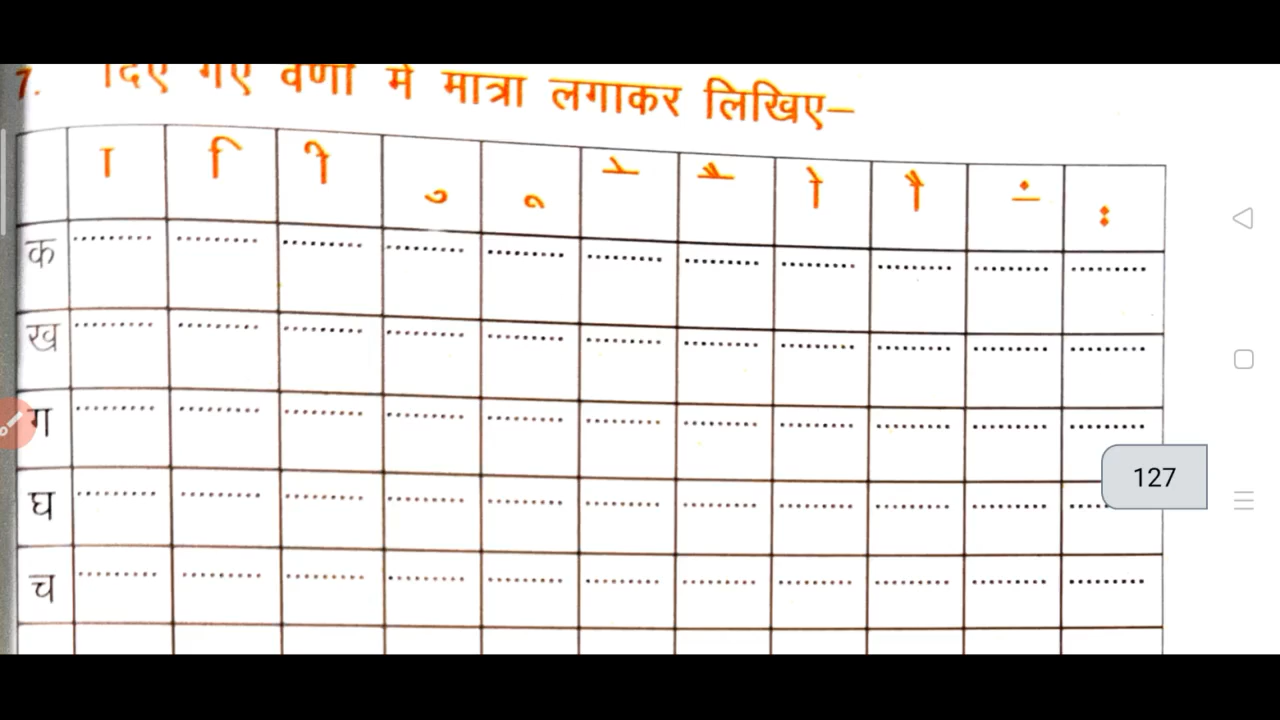 7. दिए गए वर्णों में मात्रा लगाकर लिखिए–
ा ि ी ु ू े ै ो ौ ं ः
क
ख
ग
घ
च
127